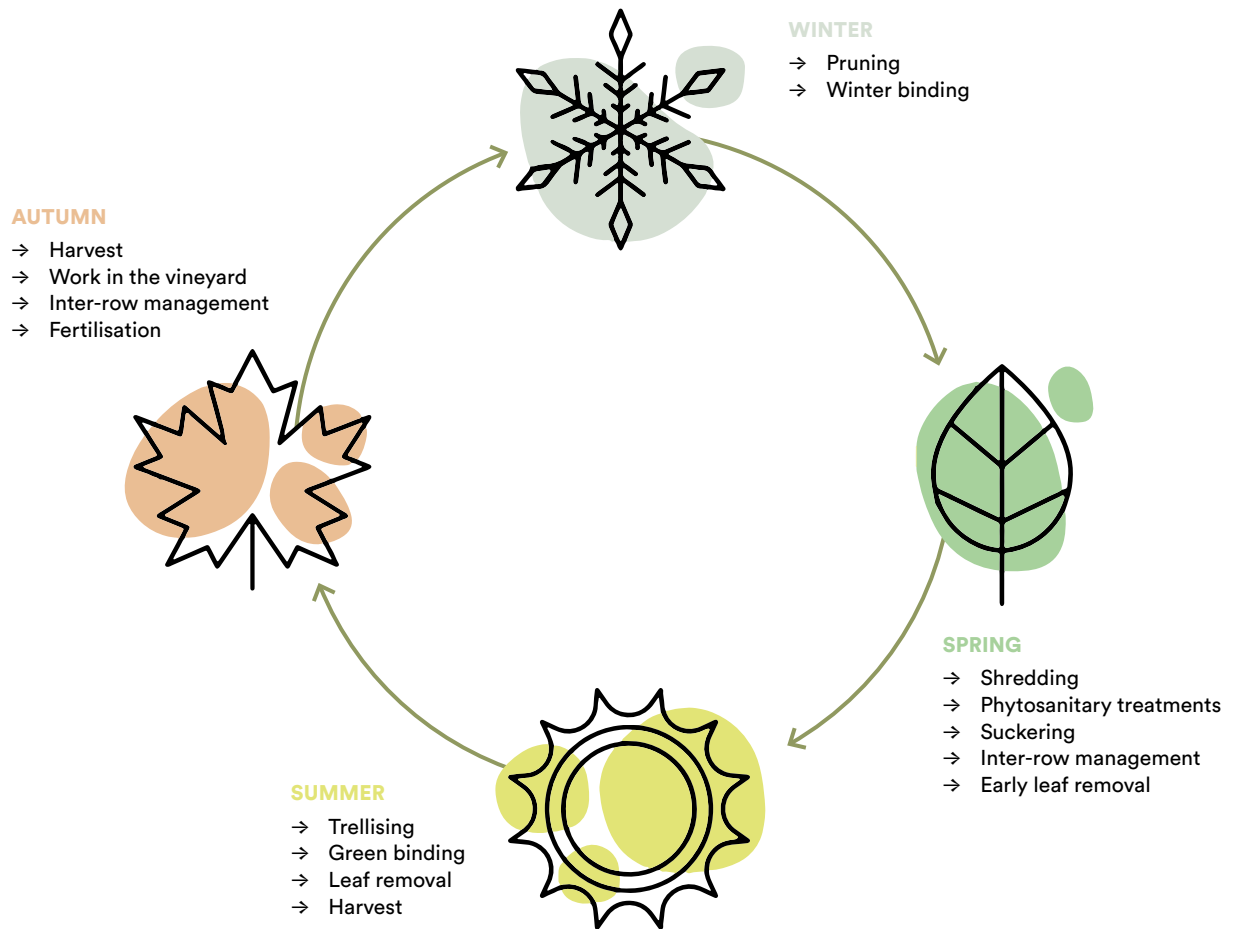 WINTER
→ Pruning
→ Winter binding
AUTUMN
→ Harvest
→ Work in the vineyard
→ Inter-row management
→ Fertilisation
SPRING
→ Shredding
→ Phytosanitary treatments
→ Suckering
→ Inter-row management
→ Early leaf removal
SUMMER
→ Trellising
→ Green binding
→ Leaf removal
→ Harvest